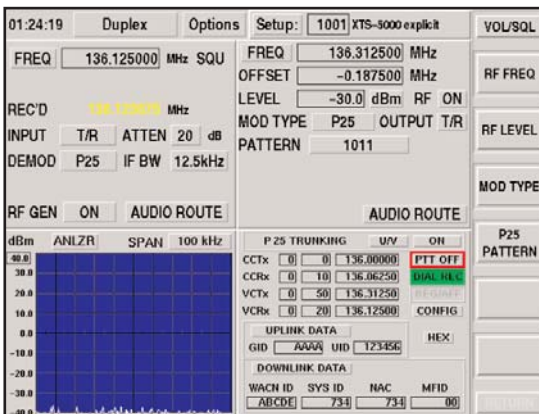 01:24:19 Duplex Options Setup: 1001 XTS-5000 explicit VOL/SQL
FREQ 136.125000 MHz SQU
REC'D MHz
INPUT T/R ATTEN 20 dB
DEMOD P25 IF BW 12.5kHz
RF GEN ON AUDIO ROUTE
FREQ 136.312500 MHz
OFFSET -0.187500 MHz
LEVEL -30.0 dBm RF ON
MOD TYPE P25 OUTPUT T/R
PATTERN 1011
AUDIO ROUTE
RF FREQ
RF LEVEL
MOD TYPE
P25
PATTERN
dBm ANLZR SPAN 100 kHz
40.0
30.0
20.0
10.0
0.0
-10.0
-20.0
-30.0
-40.0
P25 TRUNKING U/V ON
CCTx 0 0 136.00000 PTT OFF
CCRx 0 10 136.06250 DIAL REC
VCTx 0 50 136.31250
VCRx 0 20 136.12500 CONFIG
UPLINK DATA
GID AAAA UID 123456 HEX
DOWNLINK DATA
WACN ID SYS ID NAC MFID
ABCDE 734 734 00
RETURN